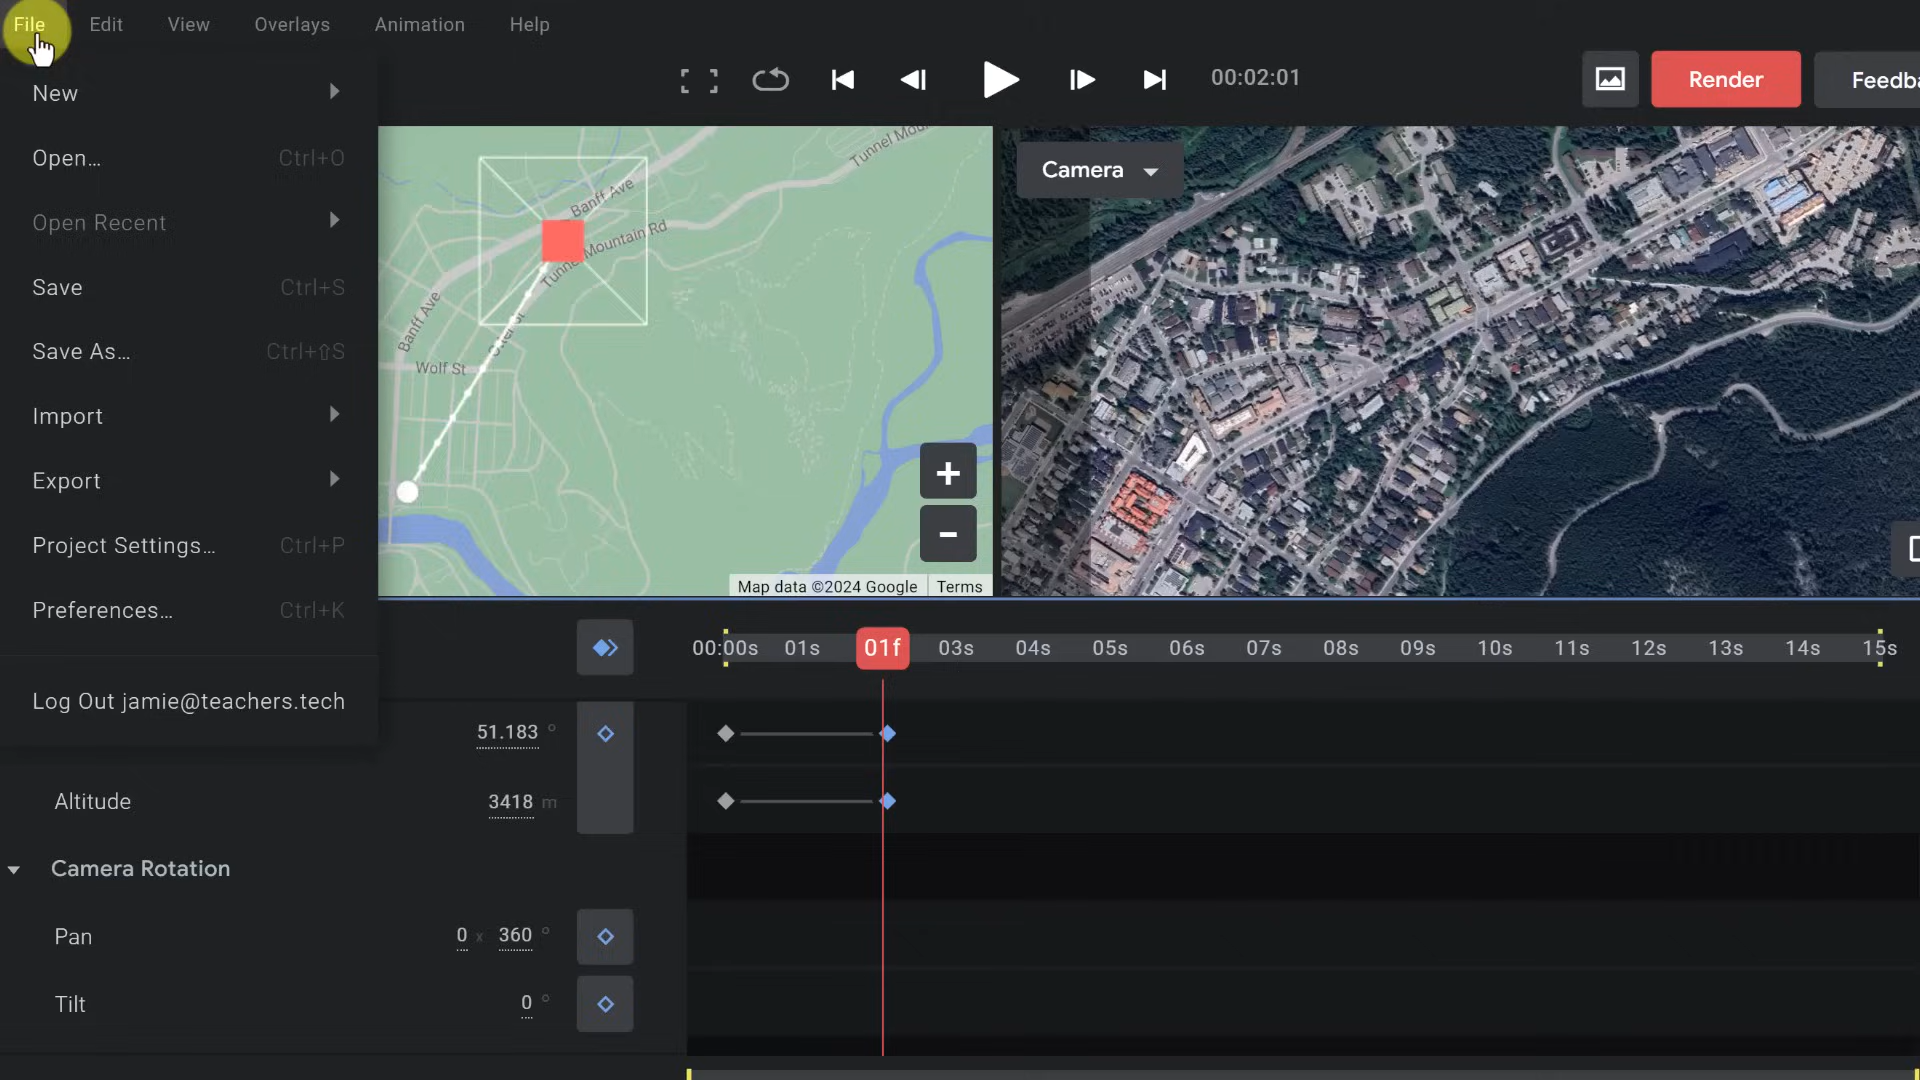 File Edit View Overlays Animation Help
00:02:01
Render
Feedba
New
Open… Ctrl+O
Open Recent
Save Ctrl+S
Save As… Ctrl+⇧S
Import
Export
Project Settings… Ctrl+P
Preferences… Ctrl+K
Log Out jamie@teachers.tech
Tunnel Mou
Banff Ave
Tunnel Mountain Rd
Banff Ave
Wolf St
+
-
Map data ©2024 Google Terms
Camera
00:00s 01s 01f 03s 04s 05s 06s 07s 08s 09s 10s 11s 12s 13s 14s 15s
51.183 °
Altitude 3418 m
Camera Rotation
Pan 0 x 360 °
Tilt 0 °